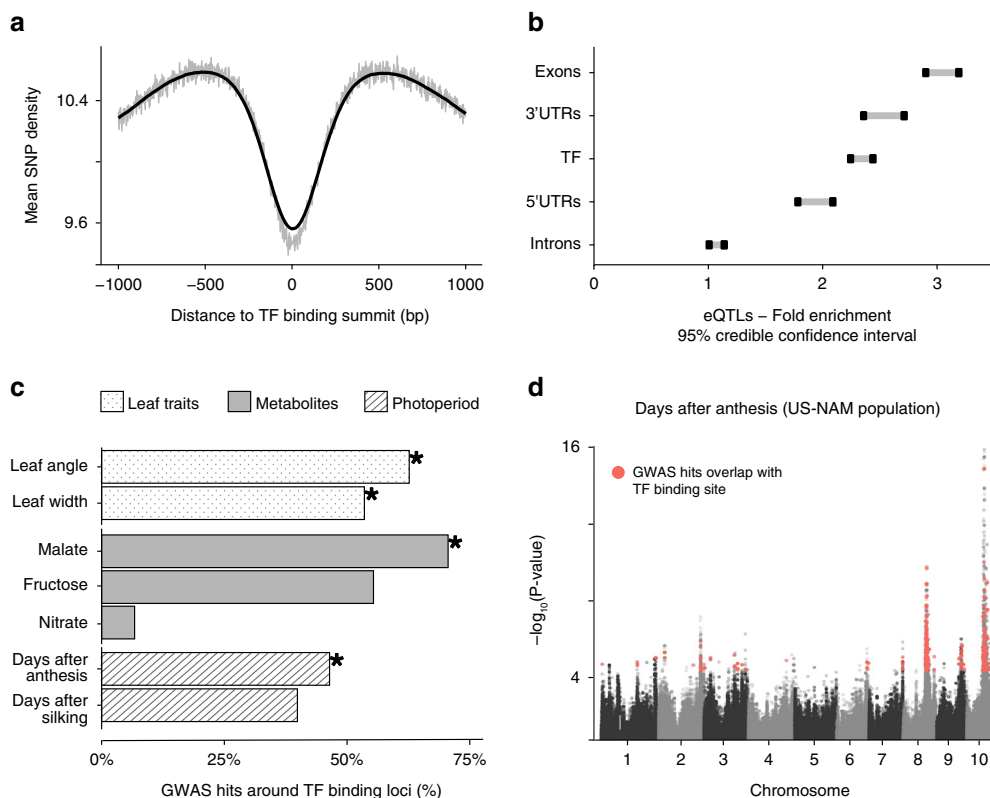 a
Mean SNP density
10.4
9.6
−1000
−500
0
500
1000
Distance to TF binding summit (bp)
b
Exons
3'UTRs
TF
5'UTRs
Introns
0
1
2
3
eQTLs – Fold enrichment
95% credible confidence interval
c
Leaf traits
Metabolites
Photoperiod
Leaf angle
*
Leaf width
*
Malate
*
Fructose
Nitrate
Days after
anthesis
*
Days after
silking
0%
25%
50%
75%
GWAS hits around TF binding loci (%)
d
Days after anthesis (US-NAM population)
16
GWAS hits overlap with
TF binding site
−log10(P-value)
4
1
2
3
4
5
6
7
8
9
10
Chromosome